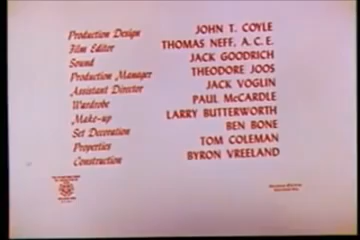 Production Design JOHN T. COYLE
Film Editor THOMAS NEFF, A.C.E.
Sound JACK GOODRICH
Production Manager THEODORE JOOS
Assistant Director JACK VOGLIN
Wardrobe PAUL McCARDLE
Make-up LARRY BUTTERWORTH
Set Decoration BEN BONE
Properties TOM COLEMAN
Construction BYRON VREELAND